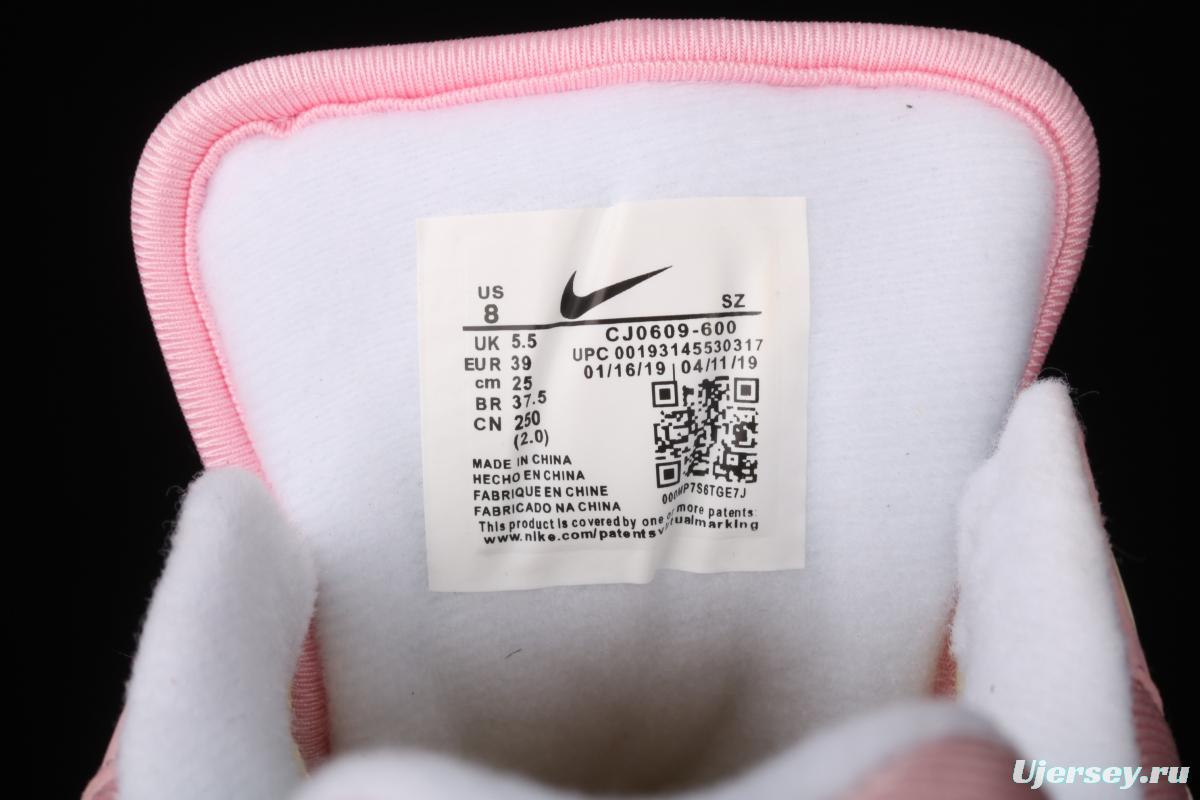 US
8
SZ
UK 5.5
EUR 39
cm 25
BR 37.5
CN 250
(2.0)
CJ0609-600
UPC 00193145530317
01/16/19 04/11/19
MADE IN CHINA
HECHO EN CHINA
FABRIQUE EN CHINE
FABRICADO NA CHINA
This product is covered by one or more patents:
www.nike.com/patents
Ujersey.ru